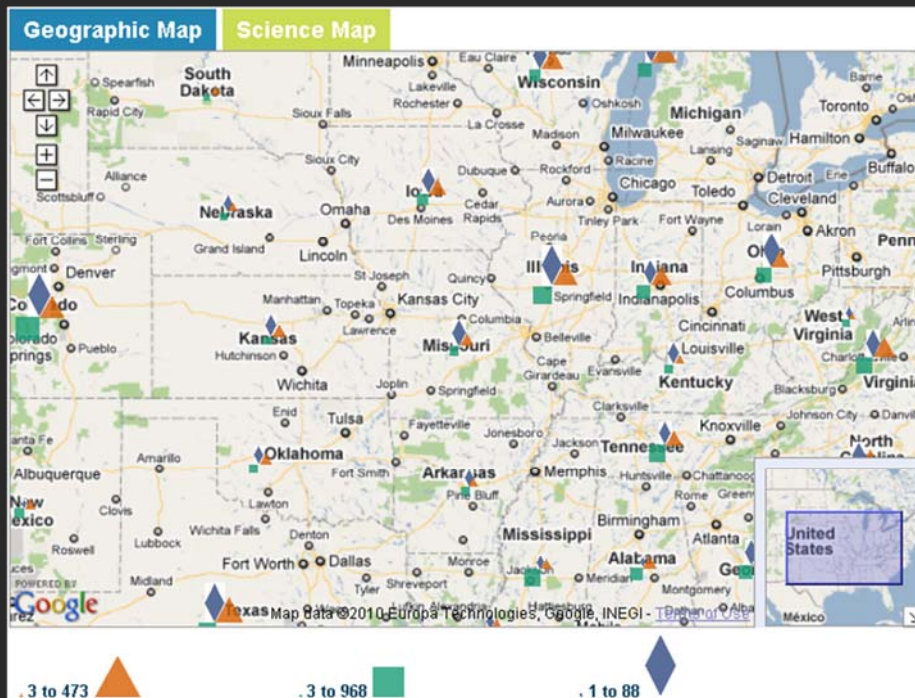 Geographic Map
Science Map
Minneapolis
Eau Claire
Wisconsin
Barrie
Toronto
Spearfish
South Dakota
Rapid City
Lakeville
Rochester
Oshkosh
Michigan
Hamilton
Sioux Falls
La Crosse
Madison
Milwaukee
Saginaw
Lansing
Buffalo
Sioux City
Dubuque
Rockford
Racine
Detroit
Erie
Alliance
Scottsbluff
Chicago
Toledo
Cleveland
Nebraska
Omaha
Des Moines
Cedar Rapids
Aurora
Tinley Park
Fort Wayne
Lorain
Akron
Fort Collins
Sterling
Grand Island
Lincoln
Peoria
Pittsburgh
Denver
St Joseph
Quincy
Illinois
Indiana
Springfield
Indianapolis
Columbus
Manhattan
Topeka
Kansas City
Columbia
Lawrence
Cincinnati
West Virginia
Pueblo
Kansas
Hutchinson
Missouri
Belleville
Louisville
Evansville
Kentucky
Wichita
Cape Girardeau
Virginia
Joplin
Springfield
Blacksburg
Enid
Tulsa
Fayetteville
Jonesboro
Clarksville
Johnson City
Knoxville
Oklahoma
Jackson
Tennessee
North
Albuquerque
Amarillo
Fort Smith
Arkansas
Memphis
Huntsville
Lawton
Pine Bluff
Rome
Clovis
Wichita Falls
Birmingham
Atlanta
Roswell
Lubbock
Denton
Mississippi
United States
Fort Worth
Dallas
Monroe
Alabama
Midland
Tyler
Shreveport
Meridian
Montgomery
POWERED BY
Google
Texas
Map data ©2010 Europa Technologies, Google, INEGI - Terms of Use
México
3 to 473
3 to 968
1 to 88